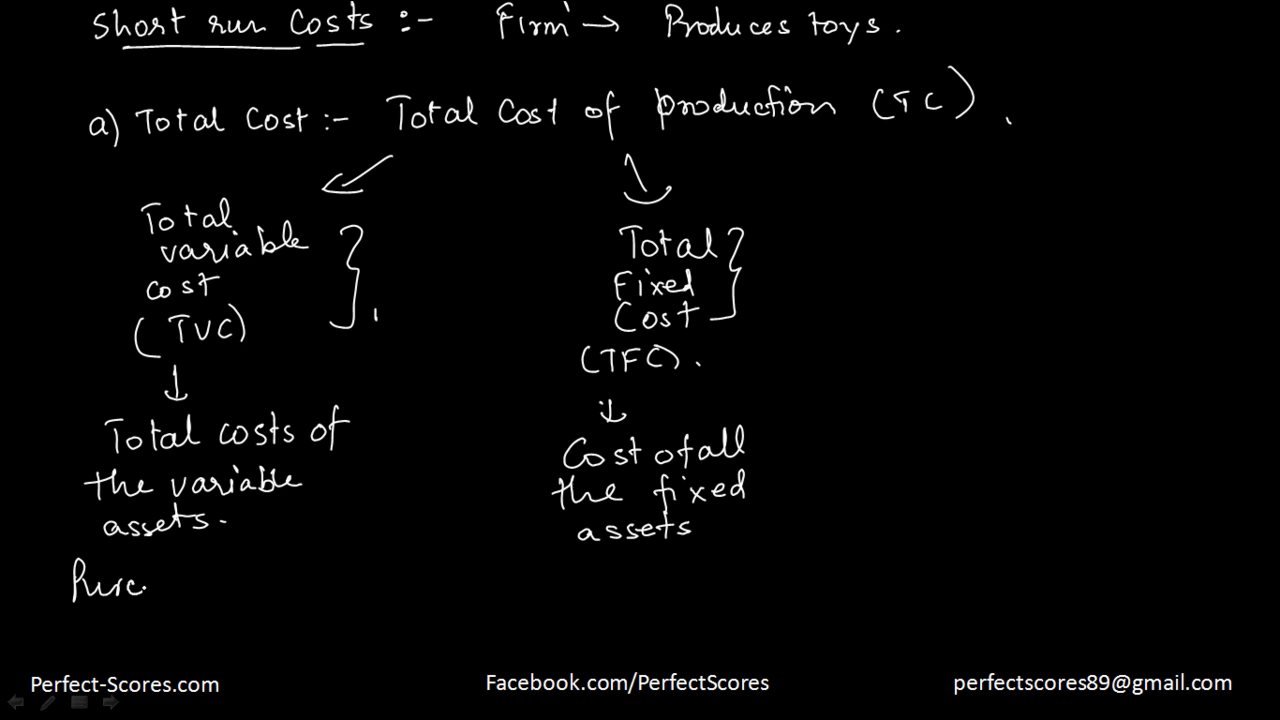 Short run Costs :- Firm → Produces toys.
a) Total Cost :- Total Cost of production (TC).
Total
variable
cost
(TVC)
↓
Total costs of
the variable
assets.
Purc
Total
Fixed
Cost
(TFC).
↓
Cost of all
the fixed
assets
Perfect-Scores.com
Facebook.com/PerfectScores
perfectscores89@gmail.com